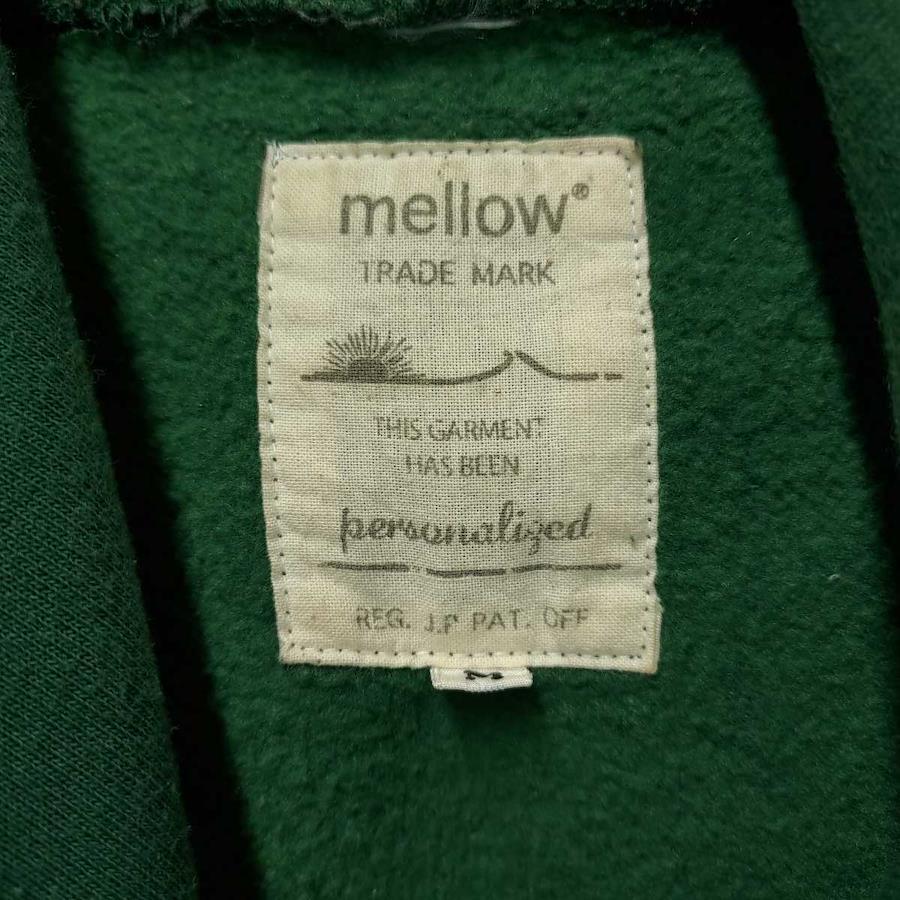 mellow®
TRADE MARK
THIS GARMENT
HAS BEEN
personalized
REG. J.P PAT. OFF
M